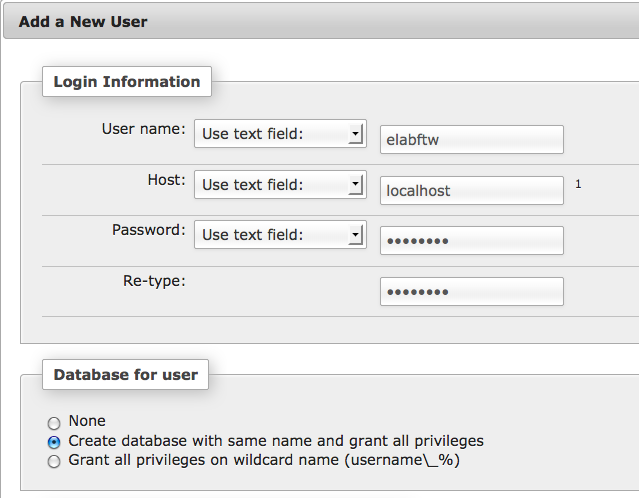 Add a New User
Login Information
User name: Use text field: elabftw
Host: Use text field: localhost 1
Password: Use text field: ••••••••
Re-type: ••••••••
Database for user
None
Create database with same name and grant all privileges
Grant all privileges on wildcard name (username\_%)